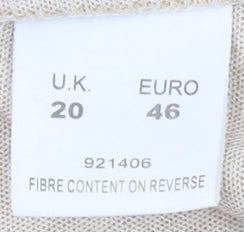 U.K. EURO
20 46
921406
FIBRE CONTENT ON REVERSE